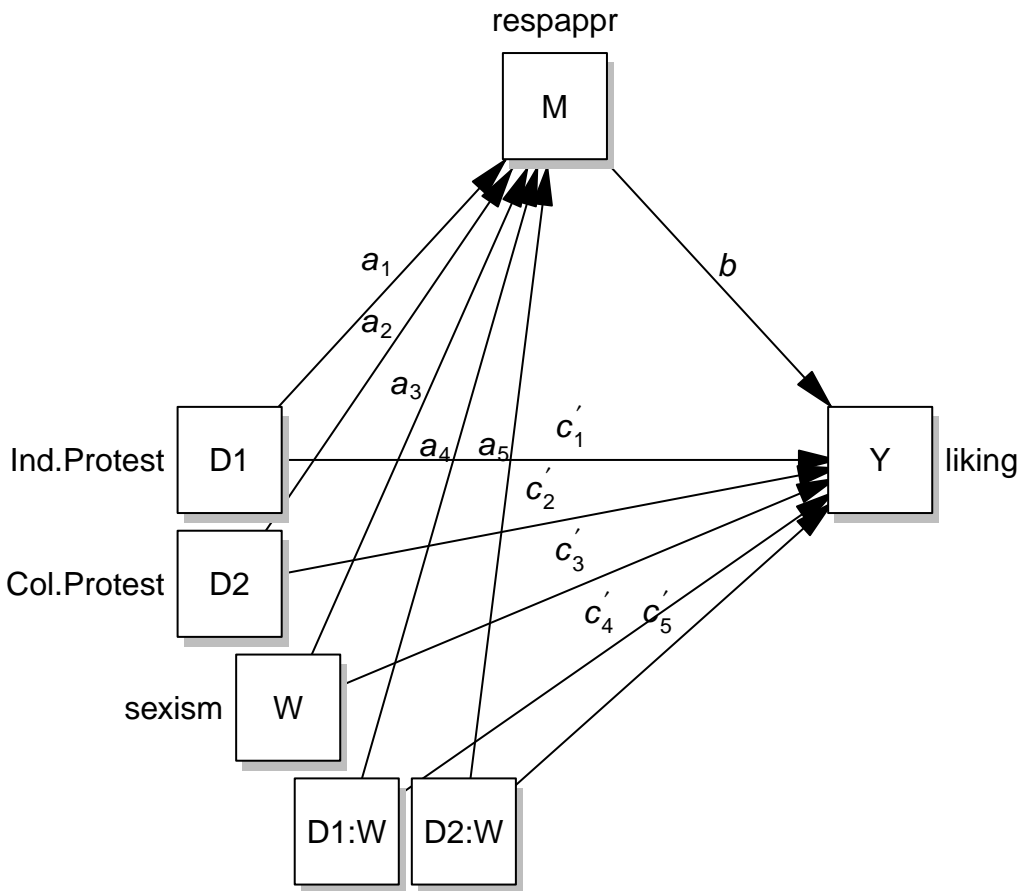 respappr
M
a1
b
a2
a3
a4
a5
c′1
Ind.Protest
D1
Y
liking
c′2
c′3
Col.Protest
D2
c′4
c′5
sexism
W
D1:W
D2:W